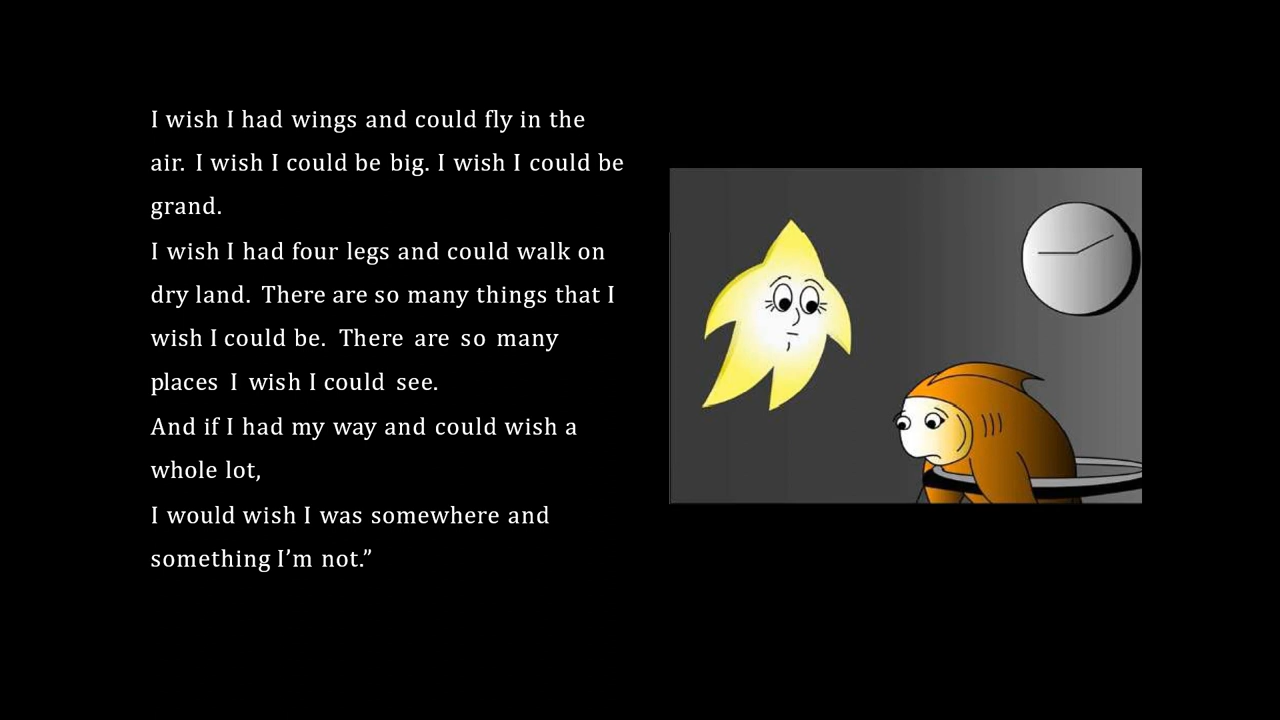 I wish I had wings and could fly in the
air. I wish I could be big. I wish I could be
grand.
I wish I had four legs and could walk on
dry land. There are so many things that I
wish I could be. There are so many
places I wish I could see.
And if I had my way and could wish a
whole lot,
I would wish I was somewhere and
something I’m not.”